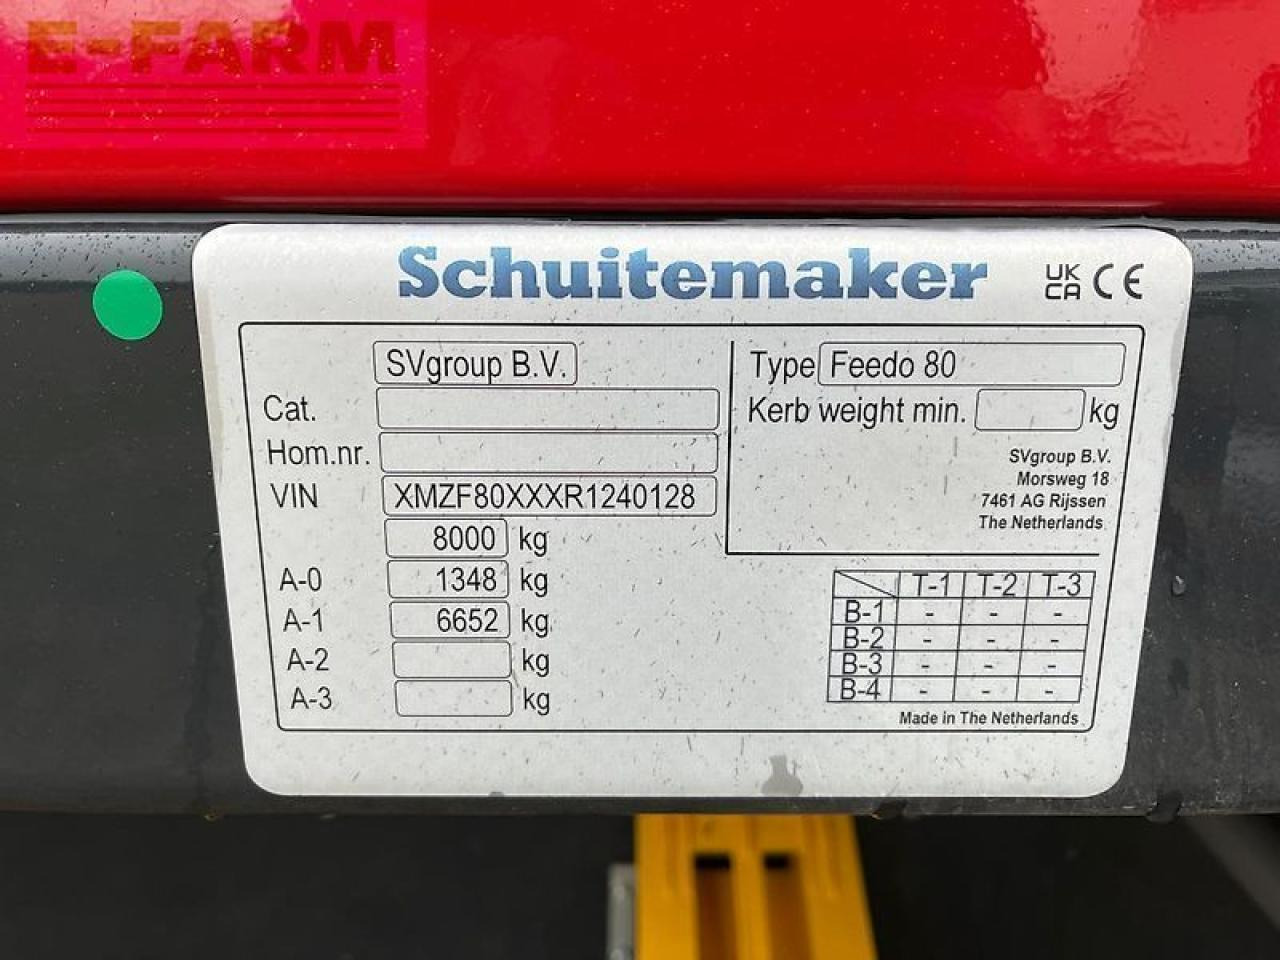 E-FARM
Schuitemaker UK CA CE
SVgroup B.V.
Cat.
Hom.nr.
VIN XMZF80XXXR1240128
8000 kg
A-0 1348 kg
A-1 6652 kg
A-2 kg
A-3 kg
Type Feedo 80
Kerb weight min. kg
SVgroup B.V.
Morsweg 18
7461 AG Rijssen
The Netherlands
T-1 T-2 T-3
B-1 - - -
B-2 - - -
B-3 - - -
B-4 - - -
Made in The Netherlands